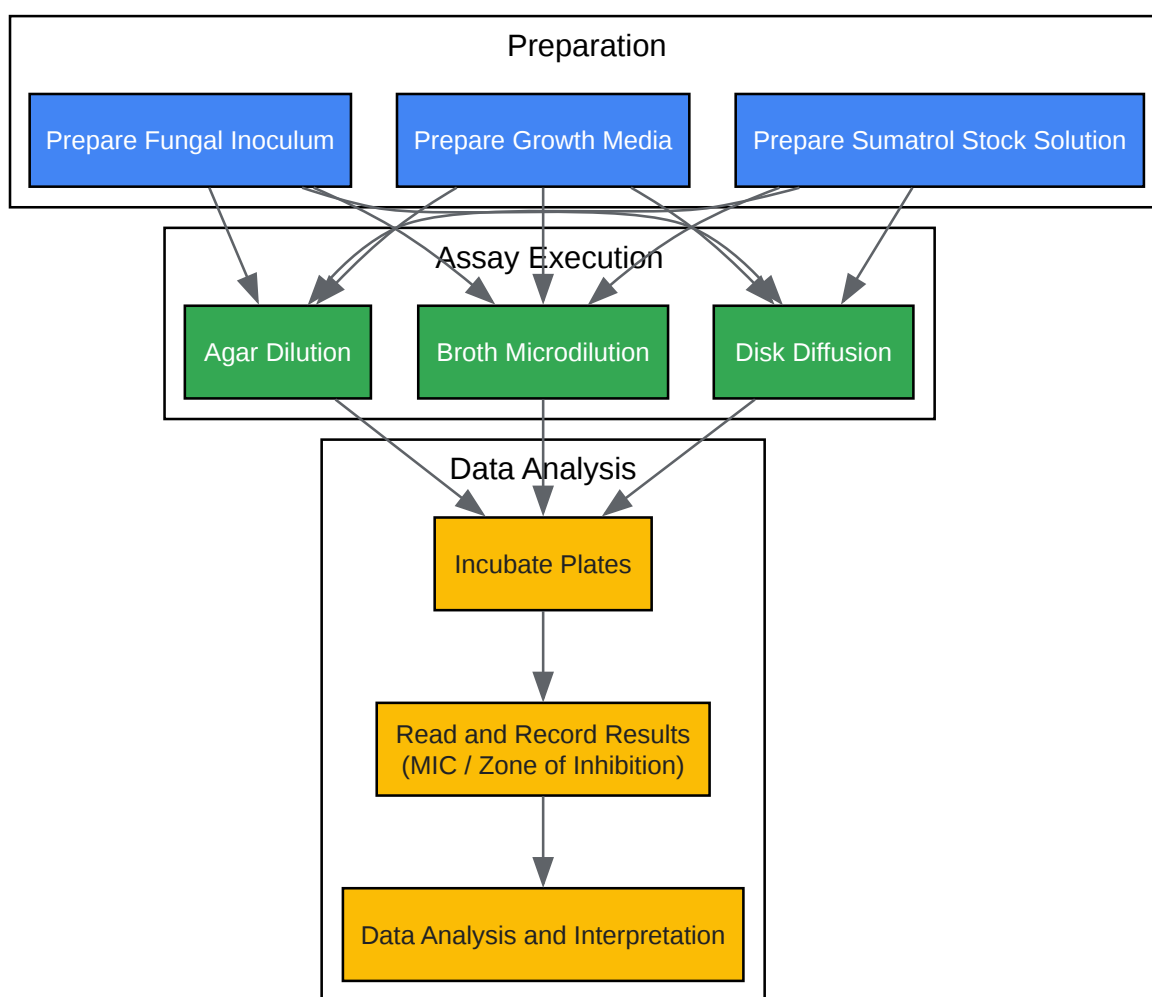 Preparation
Prepare Fungal Inoculum
Prepare Growth Media
Prepare Sumatrol Stock Solution
Assay Execution
Agar Dilution
Broth Microdilution
Disk Diffusion
Data Analysis
Incubate Plates
Read and Record Results
(MIC / Zone of Inhibition)
Data Analysis and Interpretation